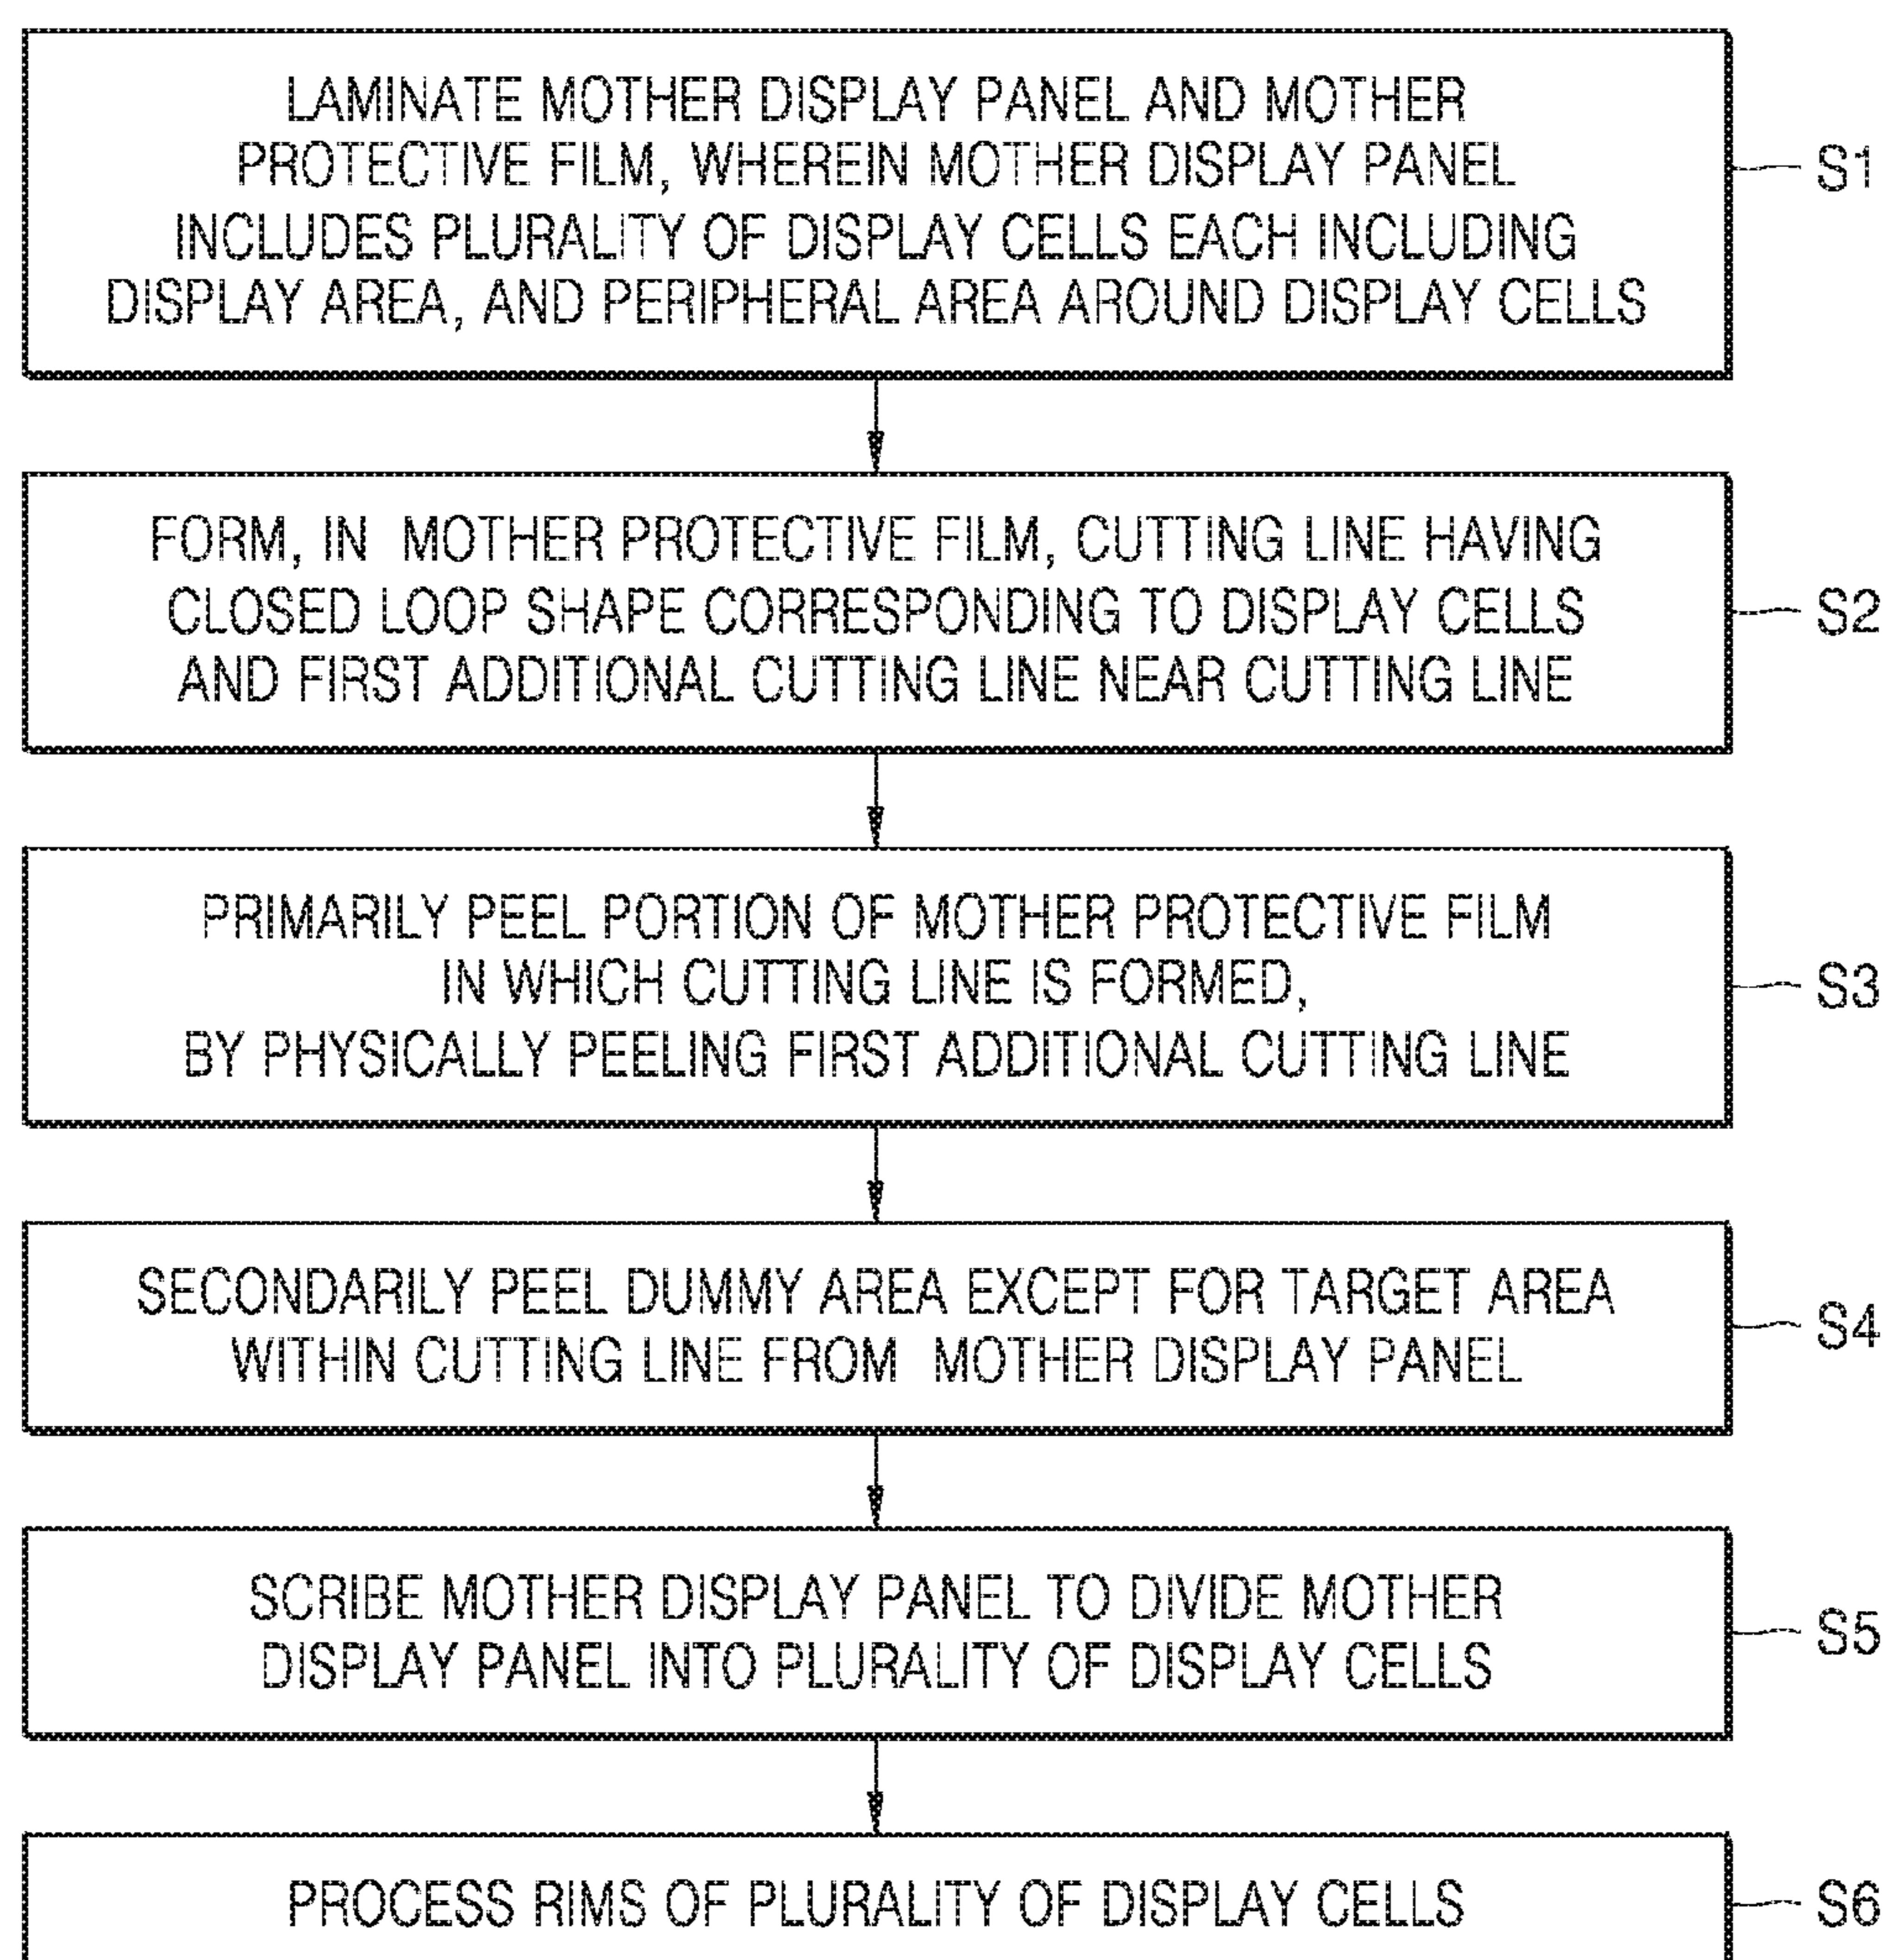 LAMINATE MOTHER DISPLAY PANEL AND MOTHER
PROTECTIVE FILM, WHEREIN MOTHER DISPLAY PANEL
INCLUDES PLURALITY OF DISPLAY CELLS EACH INCLUDING
DISPLAY AREA, AND PERIPHERAL AREA AROUND DISPLAY CELLS
S1
FORM, IN MOTHER PROTECTIVE FILM, CUTTING LINE HAVING
CLOSED LOOP SHAPE CORRESPONDING TO DISPLAY CELLS
AND FIRST ADDITIONAL CUTTING LINE NEAR CUTTING LINE
S2
PRIMARILY PEEL PORTION OF MOTHER PROTECTIVE FILM
IN WHICH CUTTING LINE IS FORMED,
BY PHYSICALLY PEELING FIRST ADDITIONAL CUTTING LINE
S3
SECONDARILY PEEL DUMMY AREA EXCEPT FOR TARGET AREA
WITHIN CUTTING LINE FROM MOTHER DISPLAY PANEL
S4
SCRIBE MOTHER DISPLAY PANEL TO DIVIDE MOTHER
DISPLAY PANEL INTO PLURALITY OF DISPLAY CELLS
S5
PROCESS RIMS OF PLURALITY OF DISPLAY CELLS
S6